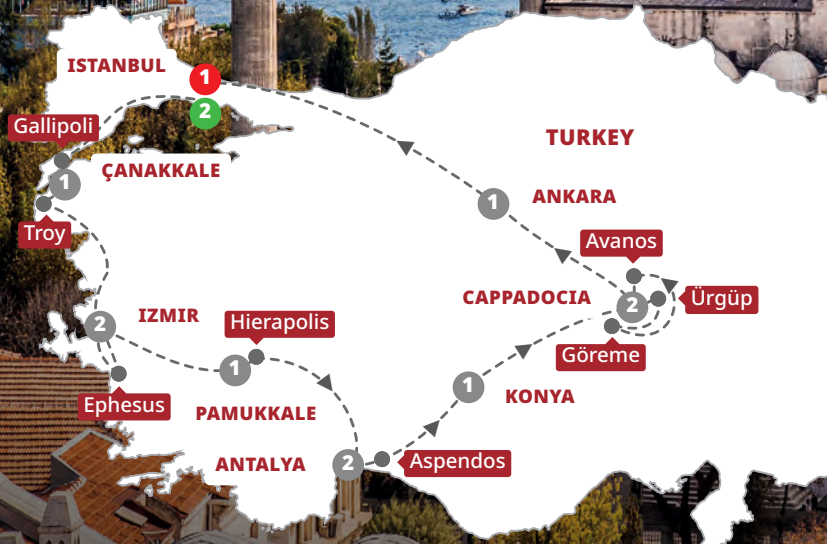 ISTANBUL
1
2
Gallipoli
ÇANAKKALE
1
Troy
TURKEY
ANKARA
1
Avanos
CAPPADOCIA
2
Ürgüp
Göreme
IZMIR
2
Hierapolis
1
Ephesus
PAMUKKALE
KONYA
1
ANTALYA
2
Aspendos